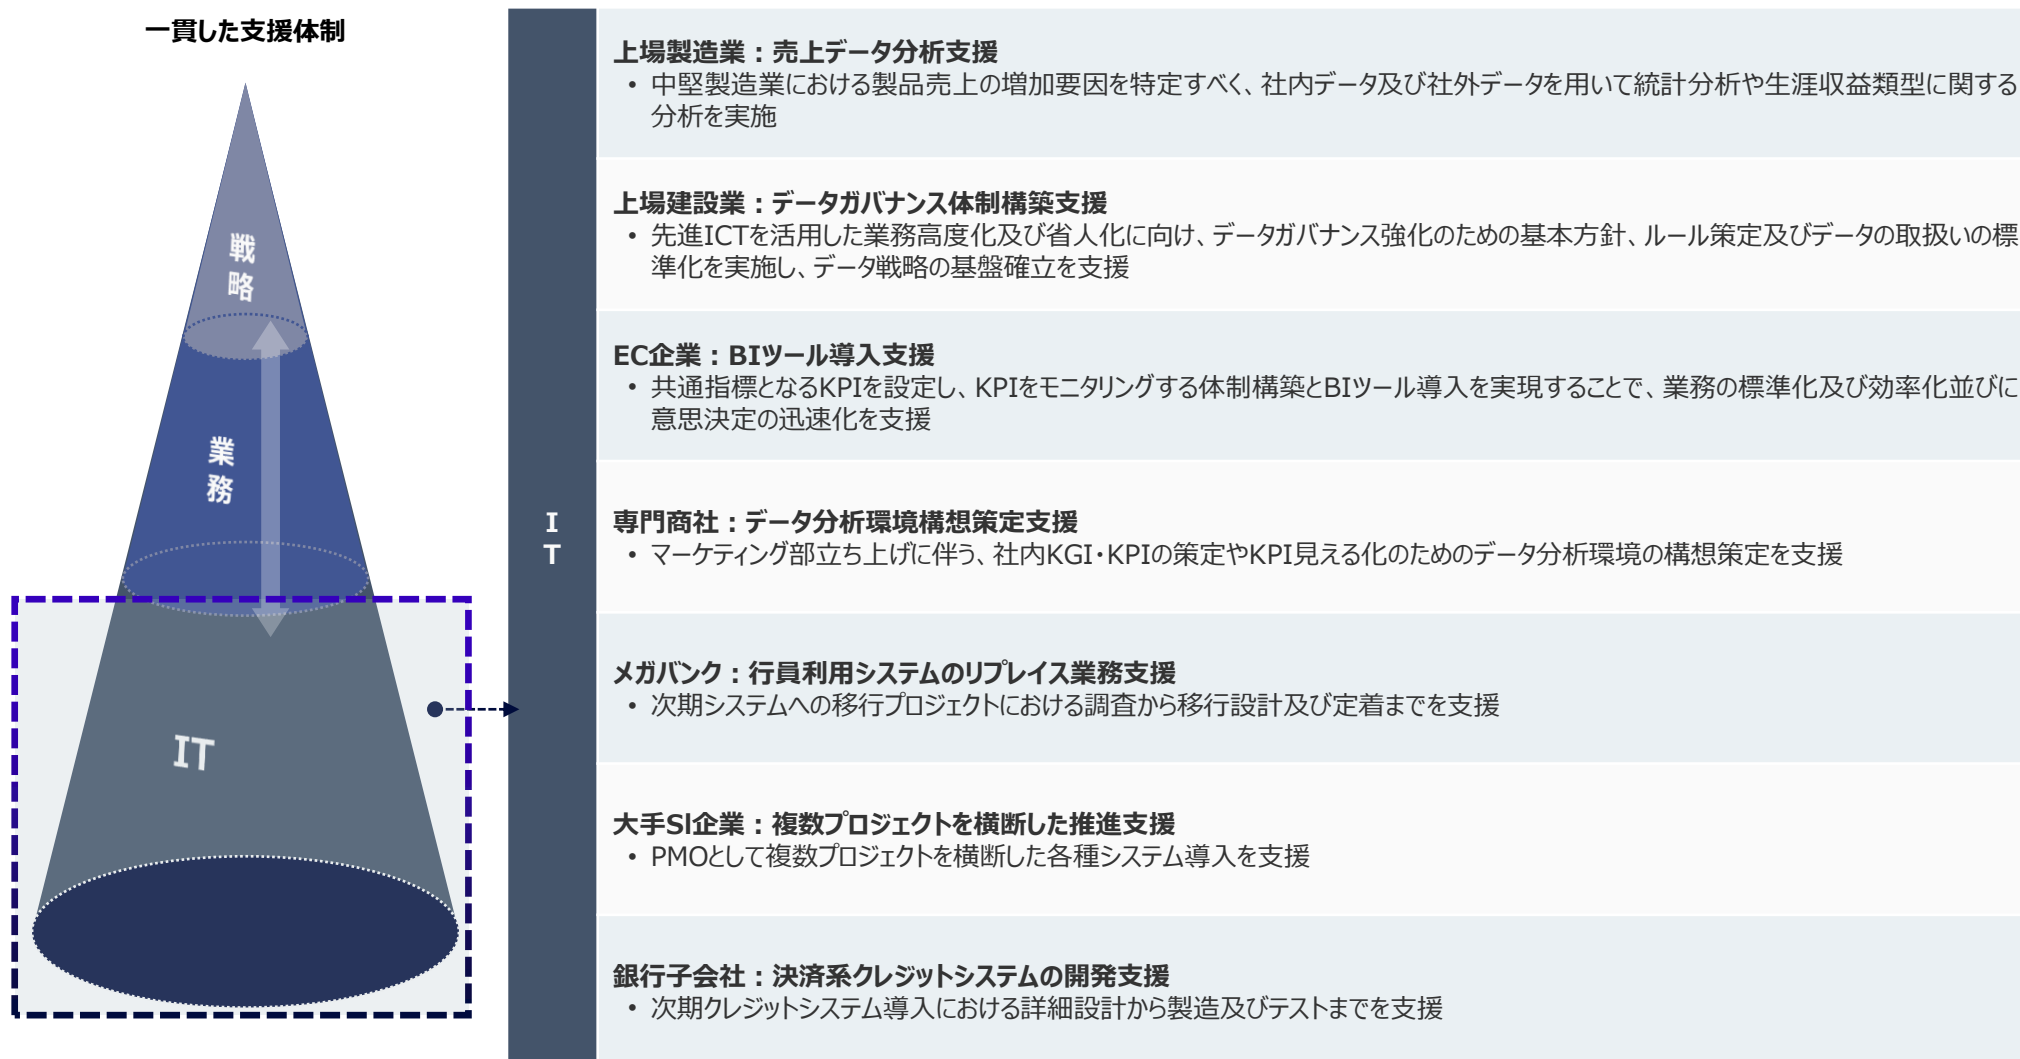 一貫した支援体制
戦
略
業
務
IT
I
T
上場製造業：売上データ分析支援
• 中堅製造業における製品売上の増加要因を特定すべく、社内データ及び社外データを用いて統計分析や生涯収益類型に関する
分析を実施
上場建設業：データガバナンス体制構築支援
• 先進ICTを活用した業務高度化及び省人化に向け、データガバナンス強化のための基本方針、ルール策定及びデータの取扱いの標
準化を実施し、データ戦略の基盤確立を支援
EC企業：BIツール導入支援
• 共通指標となるKPIを設定し、KPIをモニタリングする体制構築とBIツール導入を実現することで、業務の標準化及び効率化並びに
意思決定の迅速化を支援
専門商社：データ分析環境構想策定支援
• マーケティング部立ち上げに伴う、社内KGI・KPIの策定やKPI見える化のためのデータ分析環境の構想策定を支援
メガバンク：行員利用システムのリプレイス業務支援
• 次期システムへの移行プロジェクトにおける調査から移行設計及び定着までを支援
大手SI企業：複数プロジェクトを横断した推進支援
• PMOとして複数プロジェクトを横断した各種システム導入を支援
銀行子会社：決済系クレジットシステムの開発支援
• 次期クレジットシステム導入における詳細設計から製造及びテストまでを支援